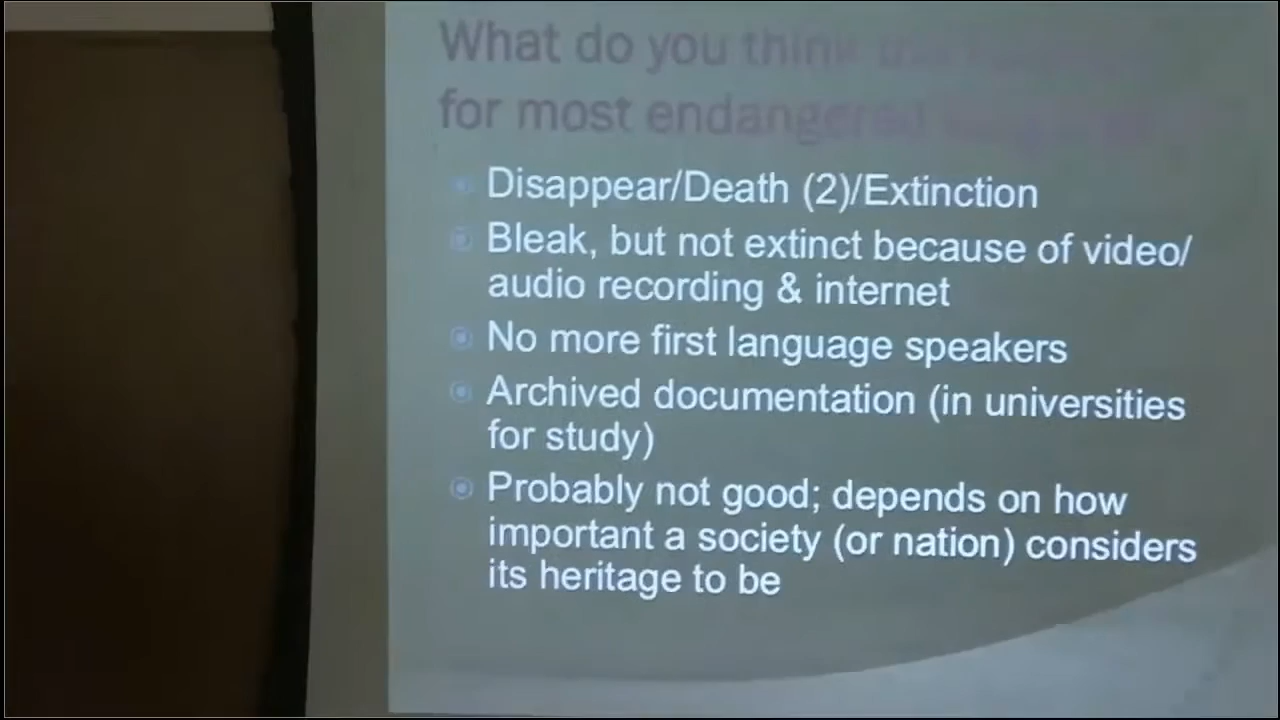 What do you think
for most endangered
Disappear/Death (2)/Extinction
Bleak, but not extinct because of video/
audio recording & internet
No more first language speakers
Archived documentation (in universities
for study)
Probably not good; depends on how
important a society (or nation) considers
its heritage to be